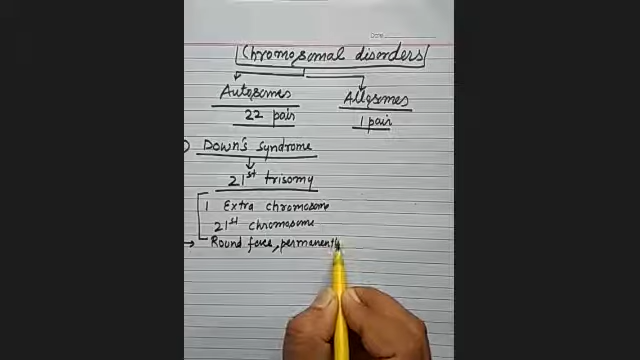 Date
Chromosomal disorders
Autosomes
Allosomes
22 pair
1 pair
Down's syndrome
21st trisomy
1 Extra chromosome
21st chromosome
→ Round face, permanently